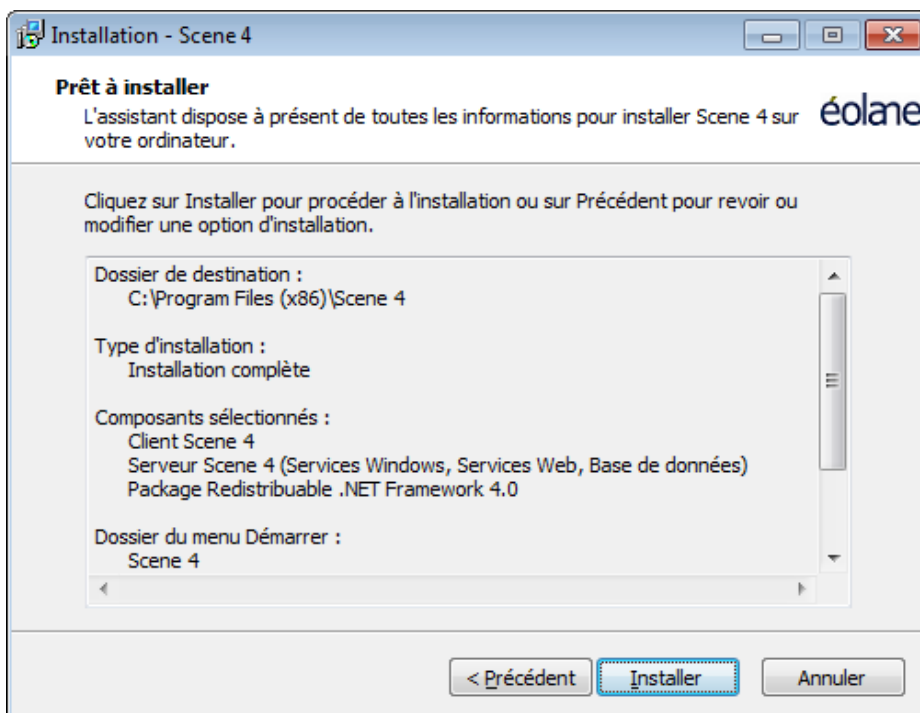 Installation - Scene 4
Prêt à installer
L'assistant dispose à présent de toutes les informations pour installer Scene 4 sur
votre ordinateur.
éolane
Cliquez sur Installer pour procéder à l'installation ou sur Précédent pour revoir ou
modifier une option d'installation.
Dossier de destination :
C:\Program Files (x86)\Scene 4
Type d'installation :
Installation complète
Composants sélectionnés :
Client Scene 4
Serveur Scene 4 (Services Windows, Services Web, Base de données)
Package Redistribuable .NET Framework 4.0
Dossier du menu Démarrer :
Scene 4
< Précédent
Installer
Annuler